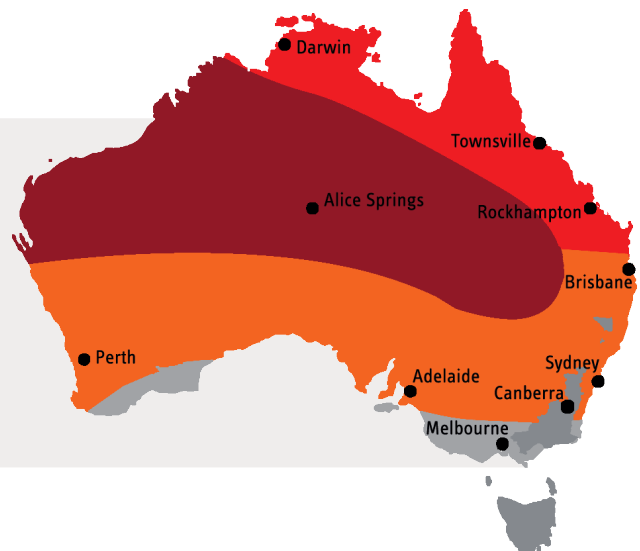 Darwin
Townsville
Alice Springs
Rockhampton
Brisbane
Perth
Sydney
Adelaide
Canberra
Melbourne